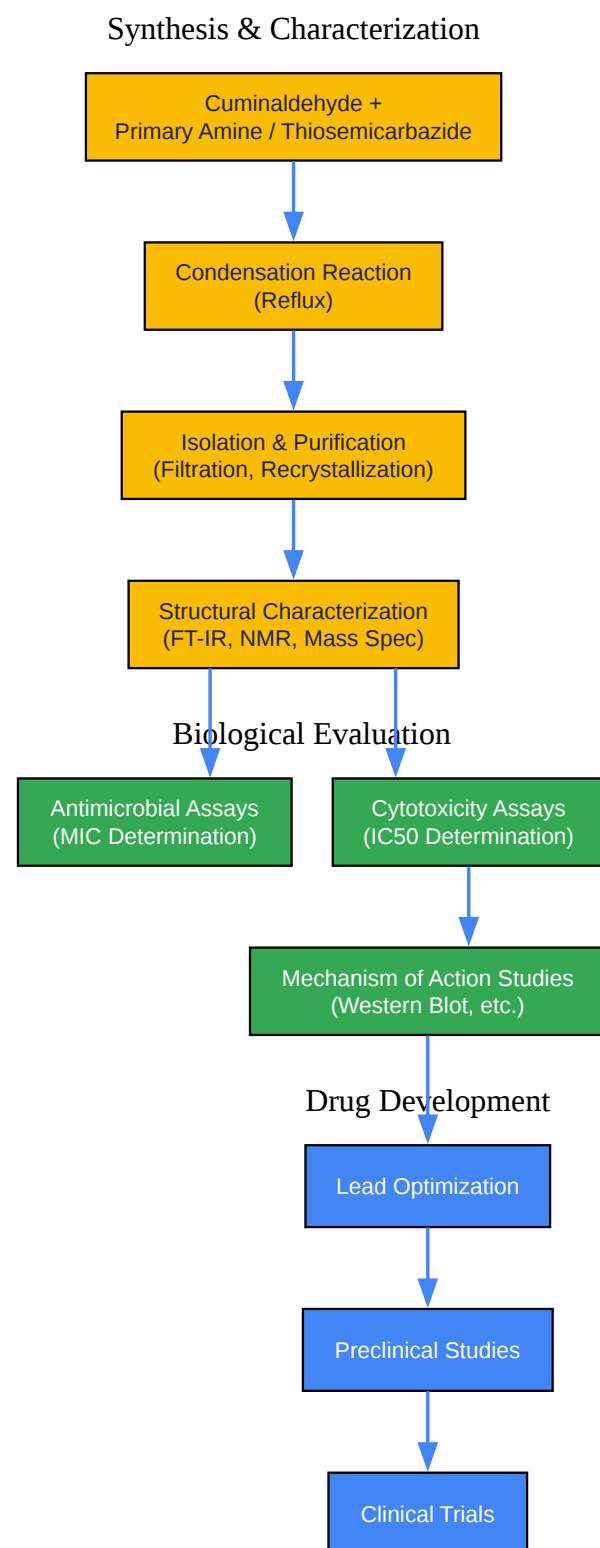 Synthesis & Characterization
Cuminaldehyde +
Primary Amine / Thiosemicarbazide
Condensation Reaction
(Reflux)
Isolation & Purification
(Filtration, Recrystallization)
Structural Characterization
(FT-IR, NMR, Mass Spec)
Biological Evaluation
Antimicrobial Assays
(MIC Determination)
Cytotoxicity Assays
(IC50 Determination)
Mechanism of Action Studies
(Western Blot, etc.)
Drug Development
Lead Optimization
Preclinical Studies
Clinical Trials